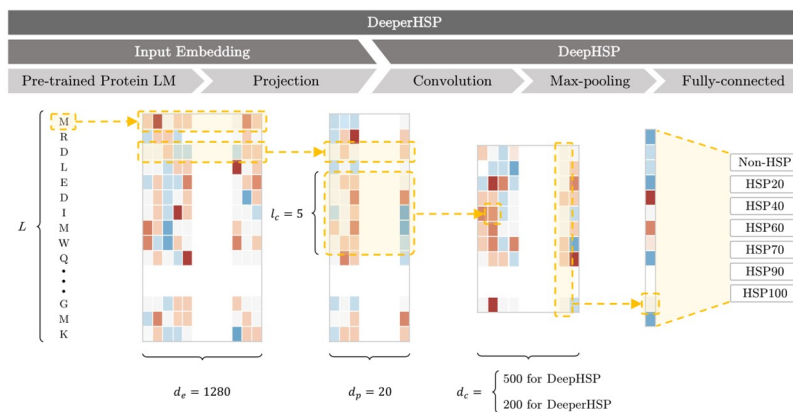 DeeperHSP
Input Embedding
DeepHSP
Pre-trained Protein LM
Projection
Convolution
Max-pooling
Fully-connected
M
R
D
L
E
D
I
M
W
Q
G
M
K
L
l_c = 5
Non-HSP
HSP20
HSP40
HSP60
HSP70
HSP90
HSP100
d_e = 1280
d_p = 20
d_c =
500 for DeepHSP
200 for DeeperHSP